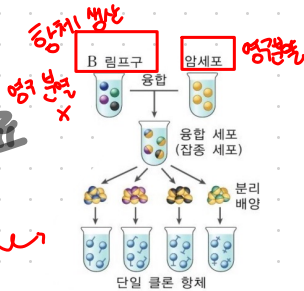 항체 생산
B 림프구
암세포
영구분열
영구 분열
x
융합
융합 세포
(잡종 세포)
분리
배양
단일 클론 항체